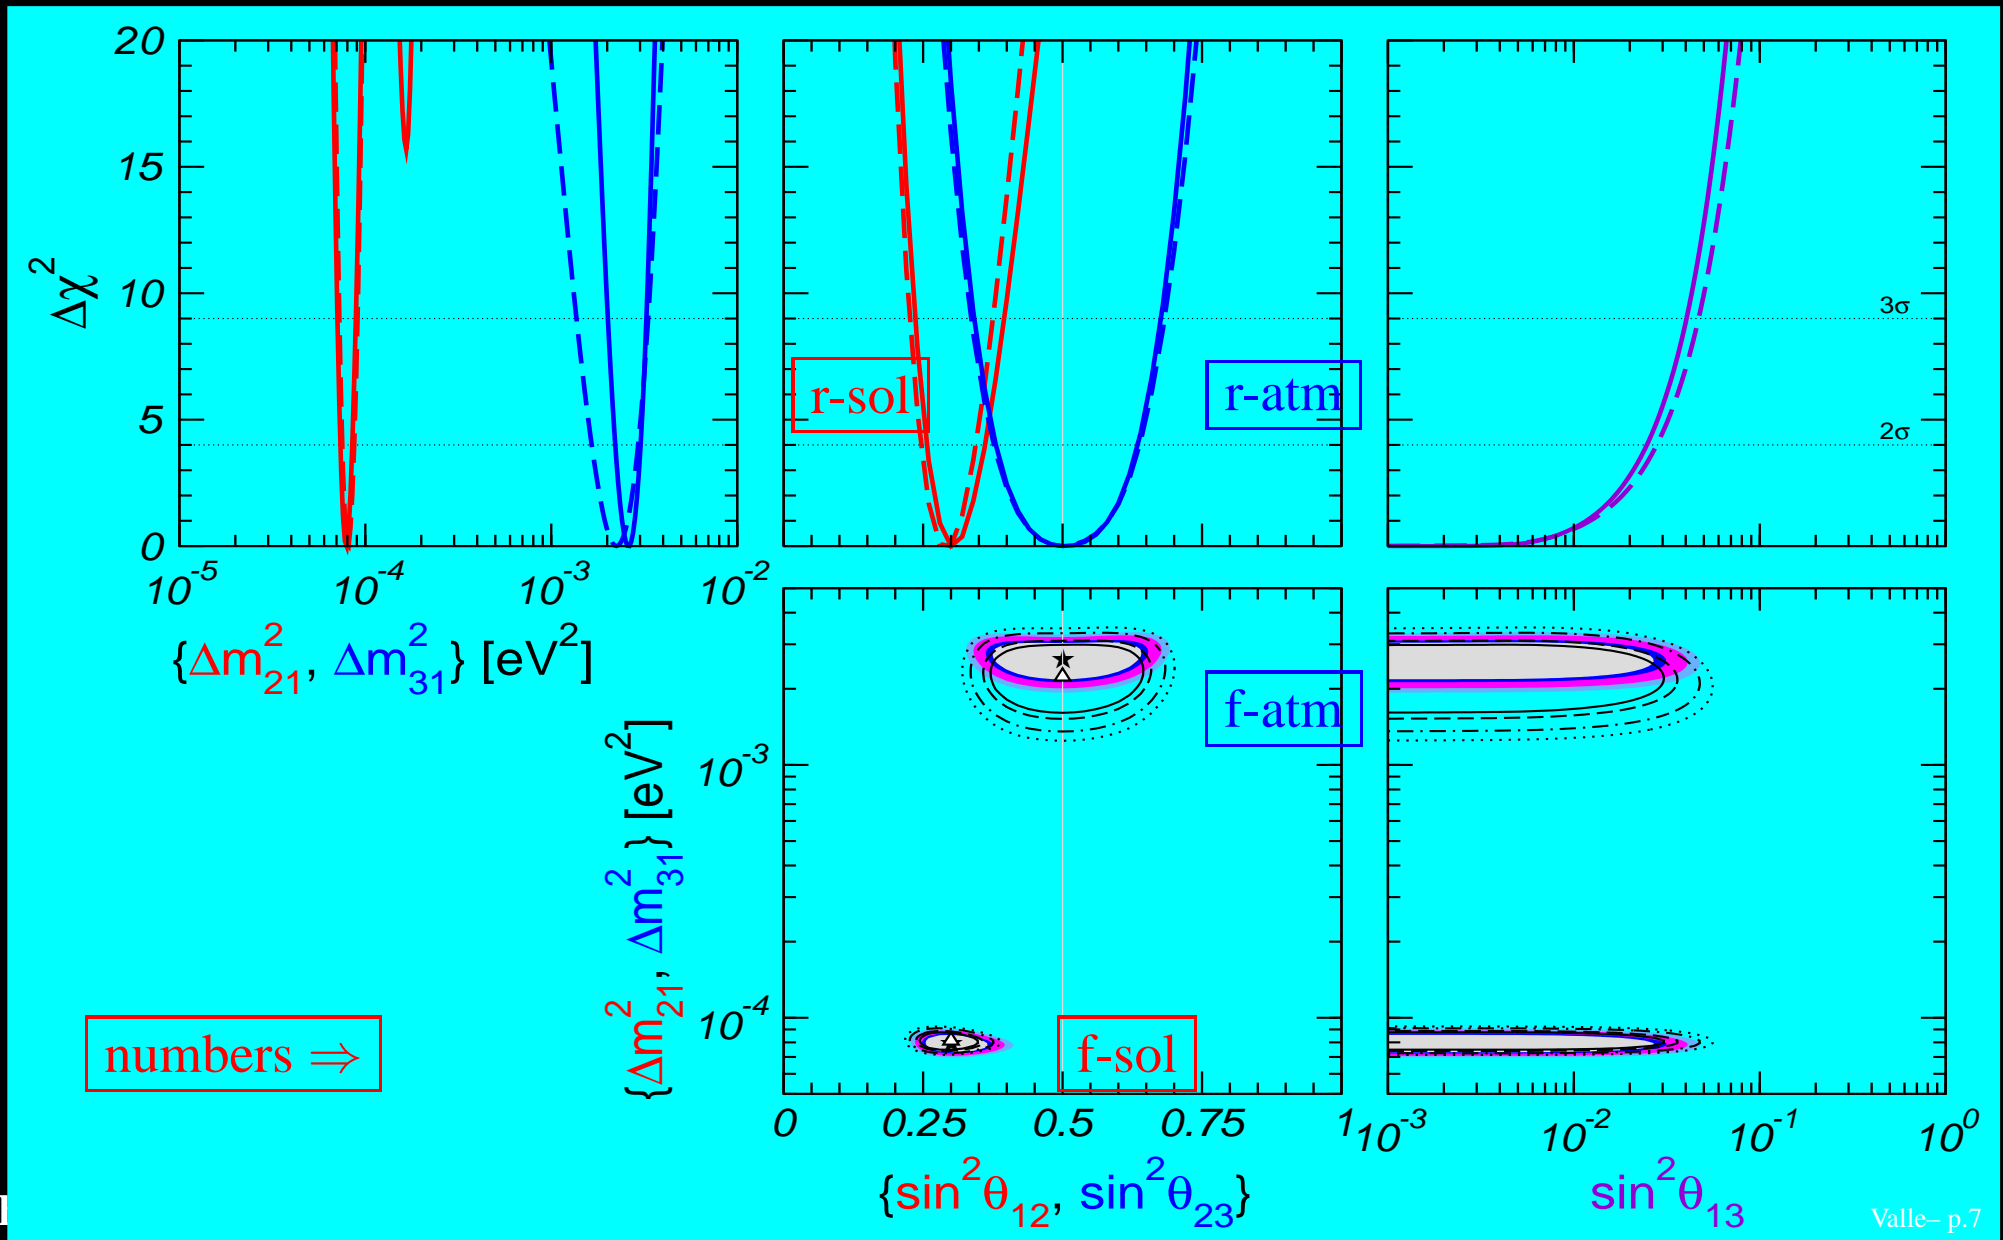 20
15
10
5
0
Δχ²
10⁻⁵ 10⁻⁴ 10⁻³ 10⁻²
{Δm²₂₁, Δm²₃₁} [eV²]
r-sol
r-atm
3σ
2σ
{Δm²₂₁, Δm²₃₁} [eV²]
10⁻³
10⁻⁴
f-atm
f-sol
numbers ⇒
0 0.25 0.5 0.75 1
10⁻³ 10⁻² 10⁻¹ 10⁰
{sin²θ₁₂, sin²θ₂₃}
sin²θ₁₃
Valle– p.7